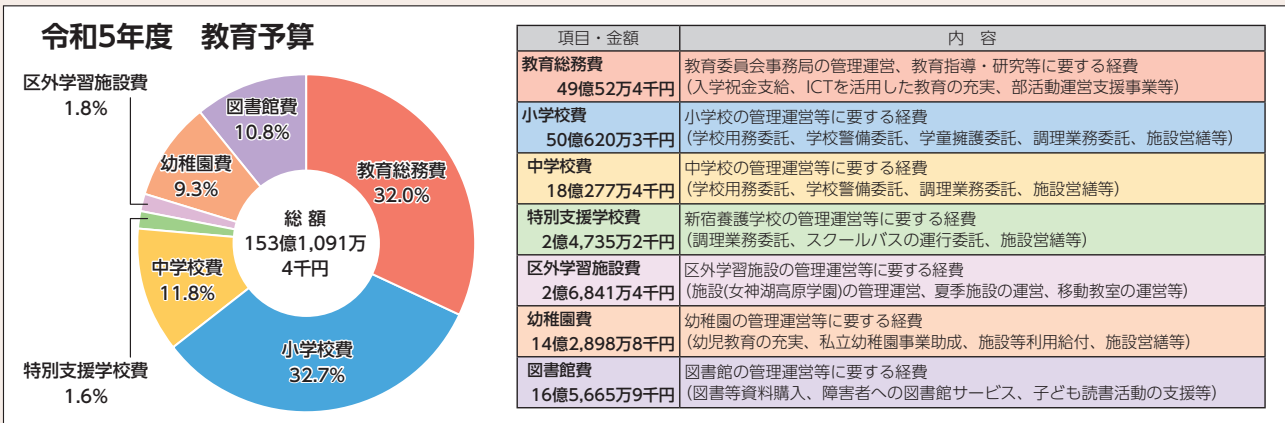 令和5年度 教育予算
区外学習施設費
1.8%
図書館費
10.8%
幼稚園費
9.3%
教育総務費
32.0%
総 額
153億1,091万
4千円
中学校費
11.8%
小学校費
32.7%
特別支援学校費
1.6%
項目・金額 内 容
教育総務費 教育委員会事務局の管理運営、教育指導・研究等に要する経費
49億52万4千円 (入学祝金支給、ICTを活用した教育の充実、部活動運営支援事業等)
小学校費 小学校の管理運営等に要する経費
50億620万3千円 (学校用務委託、学校警備委託、学童擁護委託、調理業務委託、施設営繕等)
中学校費 中学校の管理運営等に要する経費
18億277万4千円 (学校用務委託、学校警備委託、調理業務委託、施設営繕等)
特別支援学校費 新宿養護学校の管理運営等に要する経費
2億4,735万2千円 (調理業務委託、スクールバスの運行委託、施設営繕等)
区外学習施設費 区外学習施設の管理運営等に要する経費
2億6,841万4千円 (施設(女神湖高原学園)の管理運営、夏季施設の運営、移動教室の運営等)
幼稚園費 幼稚園の管理運営等に要する経費
14億2,898万8千円 (幼児教育の充実、私立幼稚園事業助成、施設等利用給付、施設営繕等)
図書館費 図書館の管理運営等に要する経費
16億5,665万9千円 (図書等資料購入、障害者への図書館サービス、子ども読書活動の支援等)